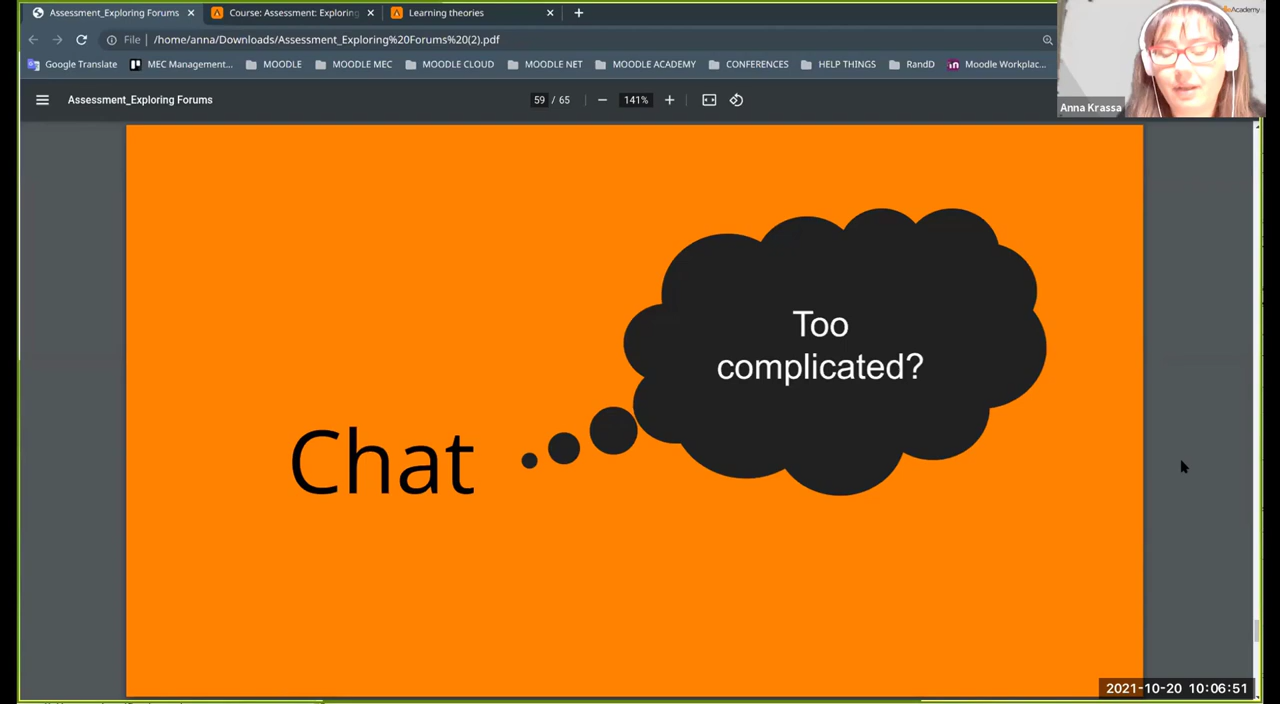 Assessment_Exploring Forums
Course: Assessment: Exploring
Learning theories
File
/home/anna/Downloads/Assessment_Exploring%20Forums%20(2).pdf
Google Translate
MEC Management...
MOODLE
MOODLE MEC
MOODLE CLOUD
MOODLE NET
MOODLE ACADEMY
CONFERENCES
HELP THINGS
RandD
Moodle Workplac...
Academy
Anna Krassa
Assessment_Exploring Forums
59 / 65
141%
Too
complicated?
Chat
2021-10-20 10:06:51